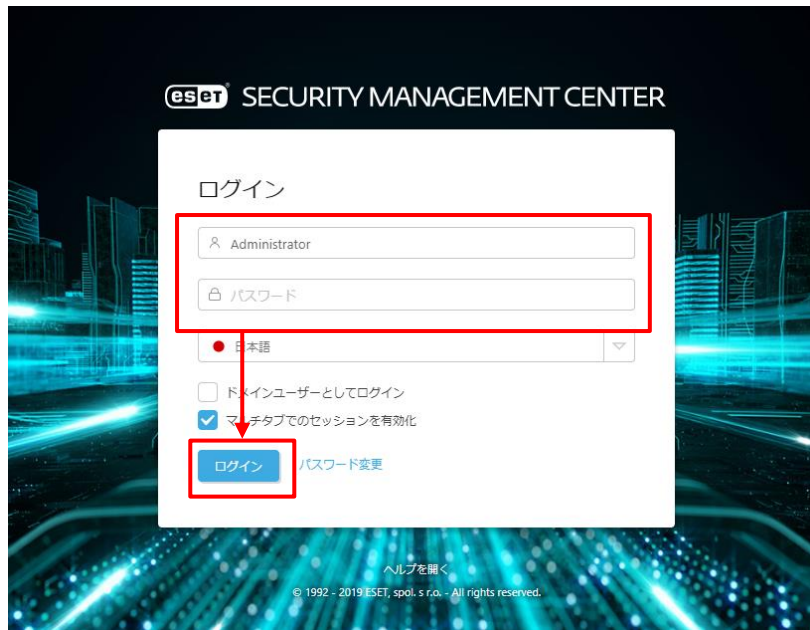 eset SECURITY MANAGEMENT CENTER
ログイン
Administrator
パスワード
日本語
ドメインユーザーとしてログイン
マルチタブでのセッションを有効化
ログイン パスワード変更
ヘルプを開く
© 1992 - 2019 ESET, spol. s r.o. - All rights reserved.